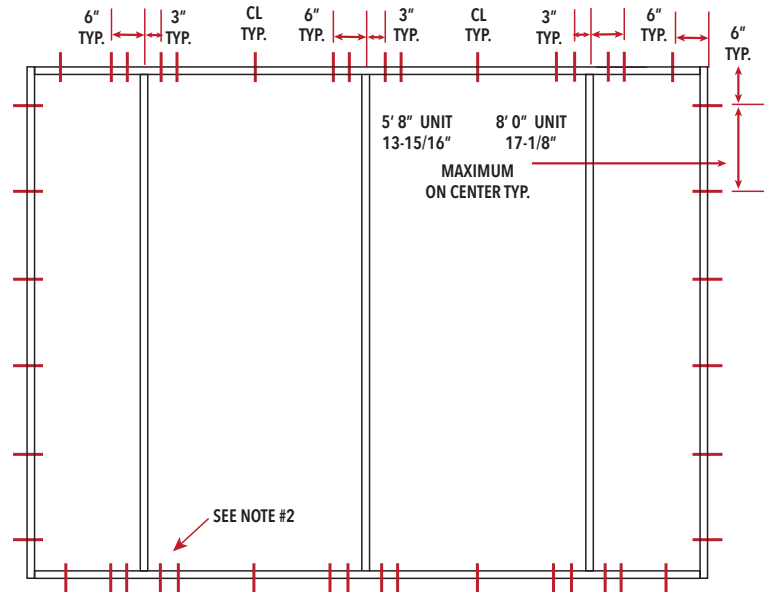 6" TYP.
3" TYP.
CL TYP.
6" TYP.
3" TYP.
CL TYP.
3" TYP.
6" TYP.
6" TYP.
5' 8" UNIT
13-15/16"
8' 0" UNIT
17-1/8"
MAXIMUM
ON CENTER TYP.
SEE NOTE #2